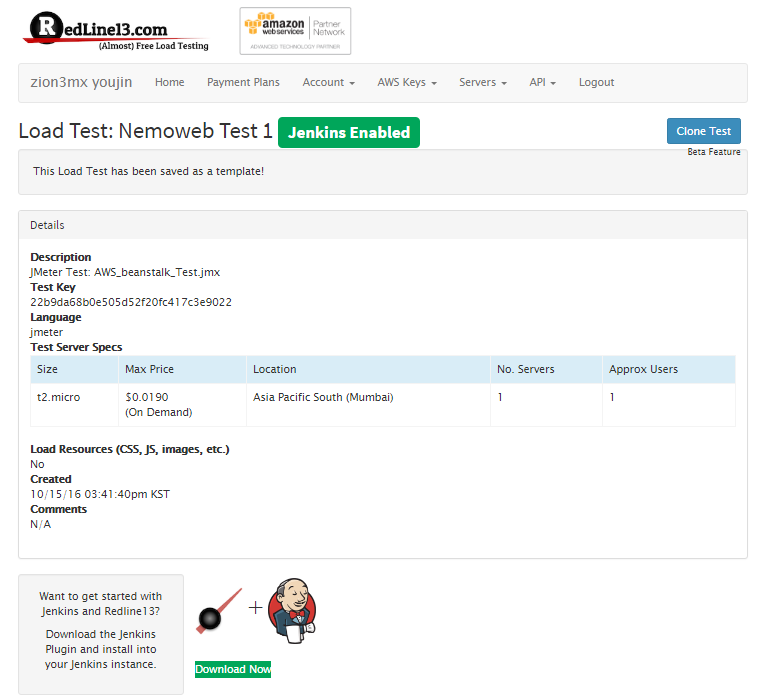 RedLine13.com
(Almost) Free Load Testing
amazon
web services
Partner
Network
ADVANCED TECHNOLOGY PARTNER
zion3mx youjin Home Payment Plans Account AWS Keys Servers API Logout
Load Test: Nemoweb Test 1 Jenkins Enabled Clone Test
Beta Feature
This Load Test has been saved as a template!
Details
Description
JMeter Test: AWS_beanstalk_Test.jmx
Test Key
22b9da68b0e505d52f20fc417c3e9022
Language
jmeter
Test Server Specs
Size Max Price Location No. Servers Approx Users
t2.micro $0.0190 Asia Pacific South (Mumbai) 1 1
(On Demand)
Load Resources (CSS, JS, images, etc.)
No
Created
10/15/16 03:41:40pm KST
Comments
N/A
Want to get started with
Jenkins and Redline13?
Download the Jenkins
Plugin and install into
your Jenkins instance.
+
Download Now